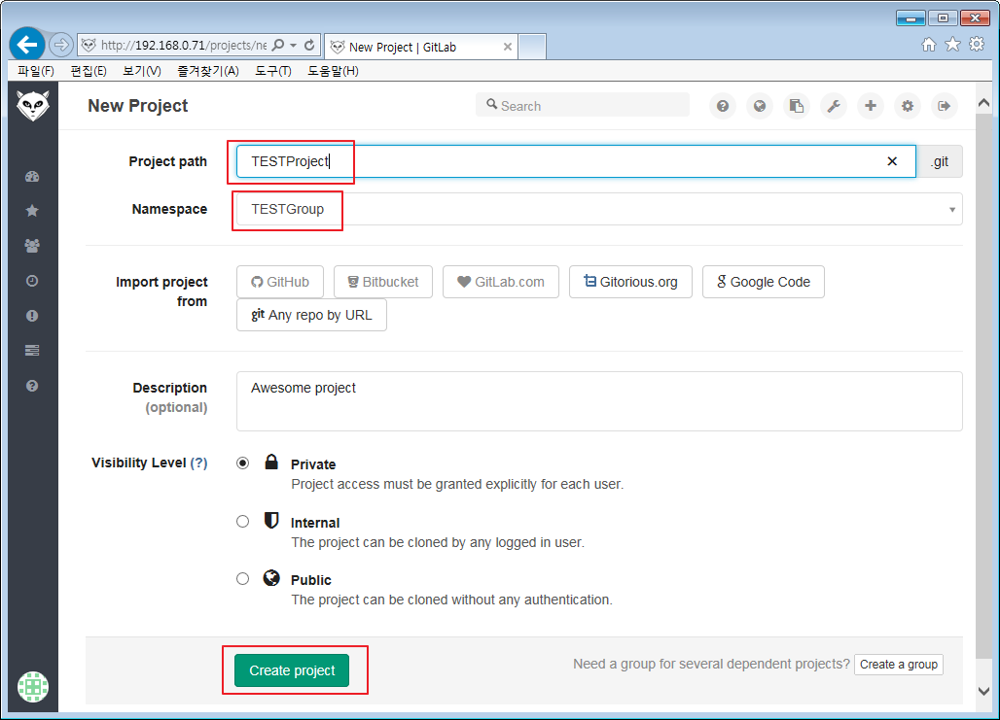 http://192.168.0.71/projects/ne
New Project | GitLab
파일(F) 편집(E) 보기(V) 즐겨찾기(A) 도구(T) 도움말(H)
New Project
Search
Project path
TESTProject
.git
Namespace
TESTGroup
Import project
from
GitHub
Bitbucket
GitLab.com
Gitorious.org
Google Code
git Any repo by URL
Description
(optional)
Awesome project
Visibility Level (?)
Private
Project access must be granted explicitly for each user.
Internal
The project can be cloned by any logged in user.
Public
The project can be cloned without any authentication.
Create project
Need a group for several dependent projects? Create a group